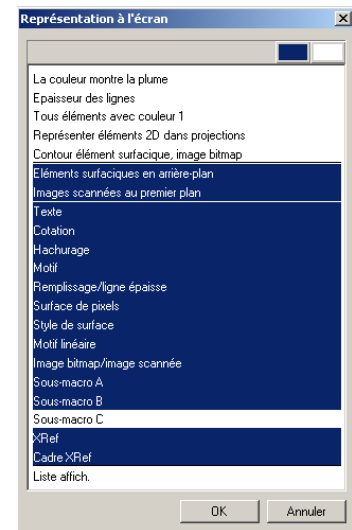 Représentation à l'écran
La couleur montre la plume
Epaisseur des lignes
Tous éléments avec couleur 1
Représenter éléments 2D dans projections
Contour élément surfacique, image bitmap
Eléments surfaciques en arrière-plan
Images scannées au premier plan
Texte
Cotation
Hachurage
Motif
Remplissage/ligne épaisse
Surface de pixels
Style de surface
Motif linéaire
Image bitmap/image scannée
Sous-macro A
Sous-macro B
Sous-macro C
XRef
Cadre XRef
Liste affich.
OK Annuler